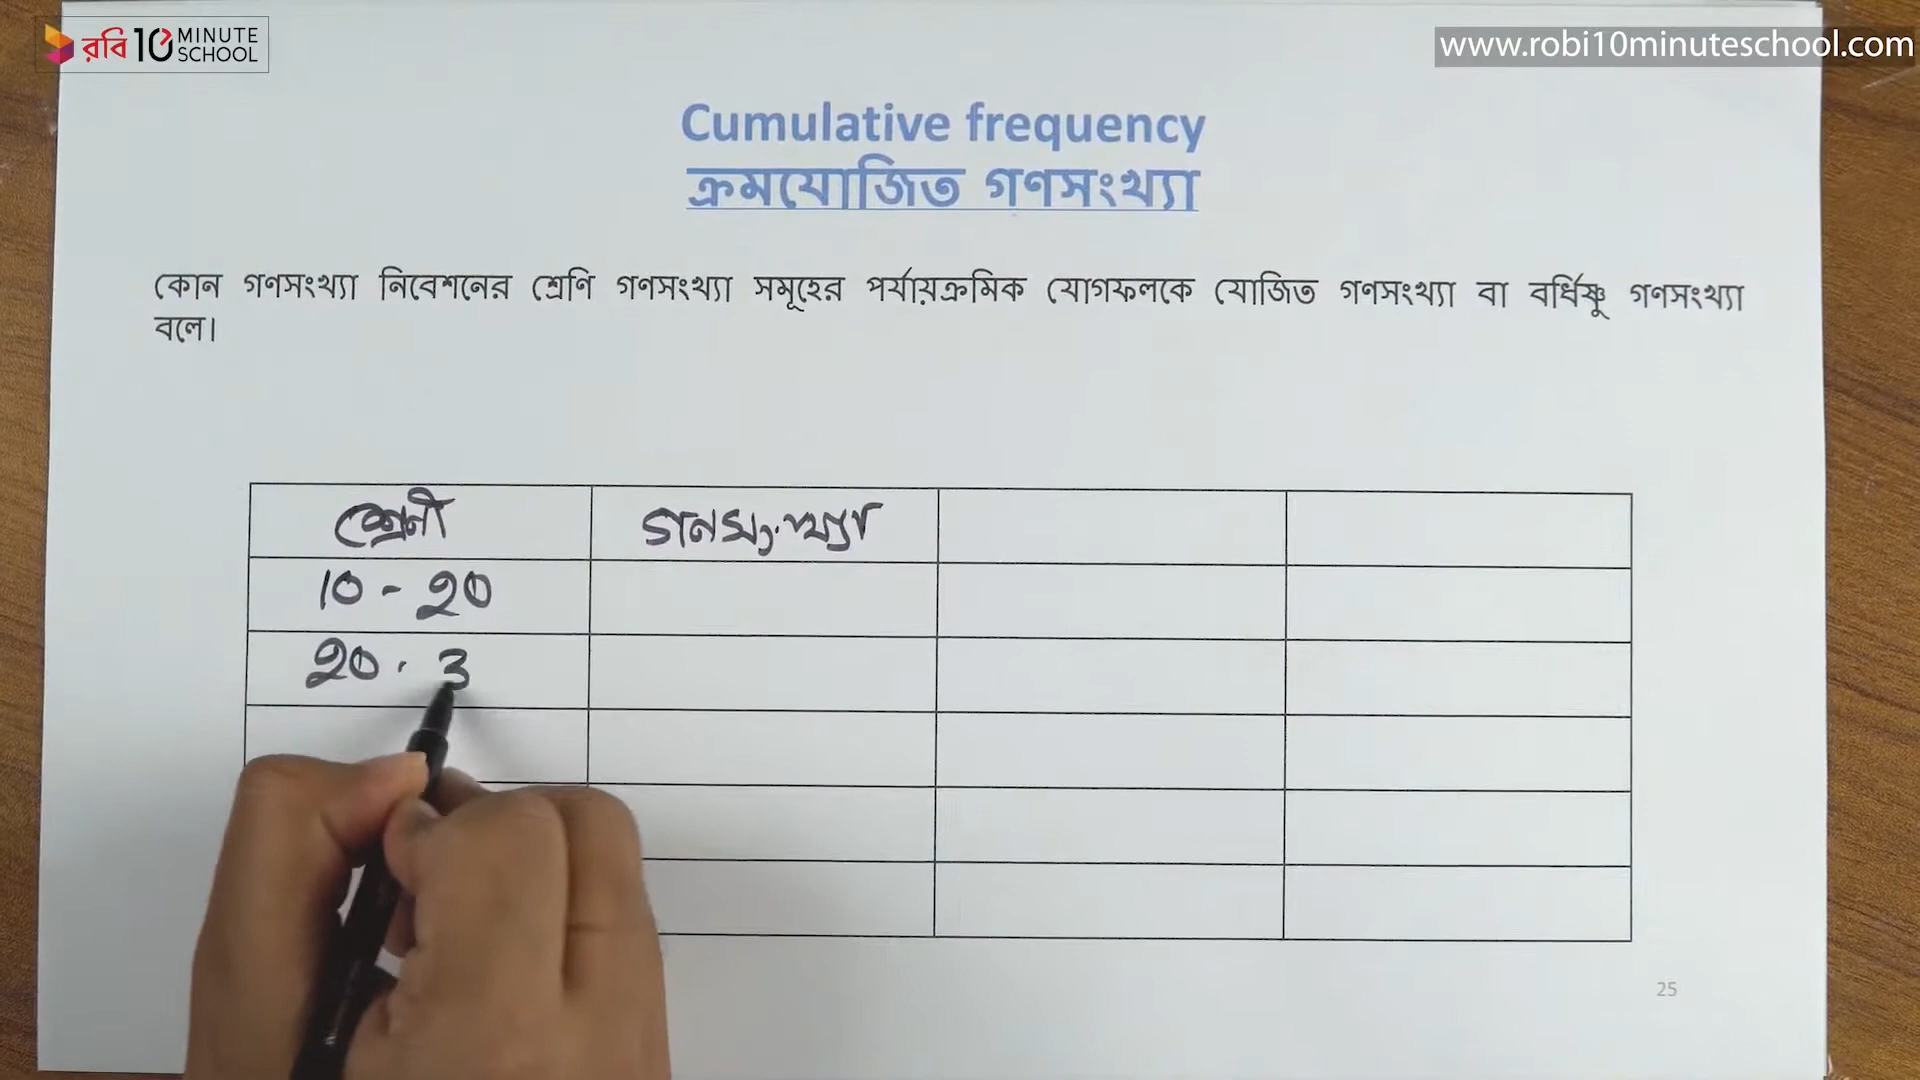 রবি 10 MINUTE SCHOOL
www.robi10minuteschool.com
Cumulative frequency
ক্রমযোজিত গণসংখ্যা
কোন গণসংখ্যা নিবেশনের শ্রেণি গণসংখ্যা সমূহের পর্যায়ক্রমিক যোগফলকে যোজিত গণসংখ্যা বা বর্ধিষ্ণু গণসংখ্যা
বলে।
শ্রেণী গনসংখ্যা
10 - 20
20 - 3
25